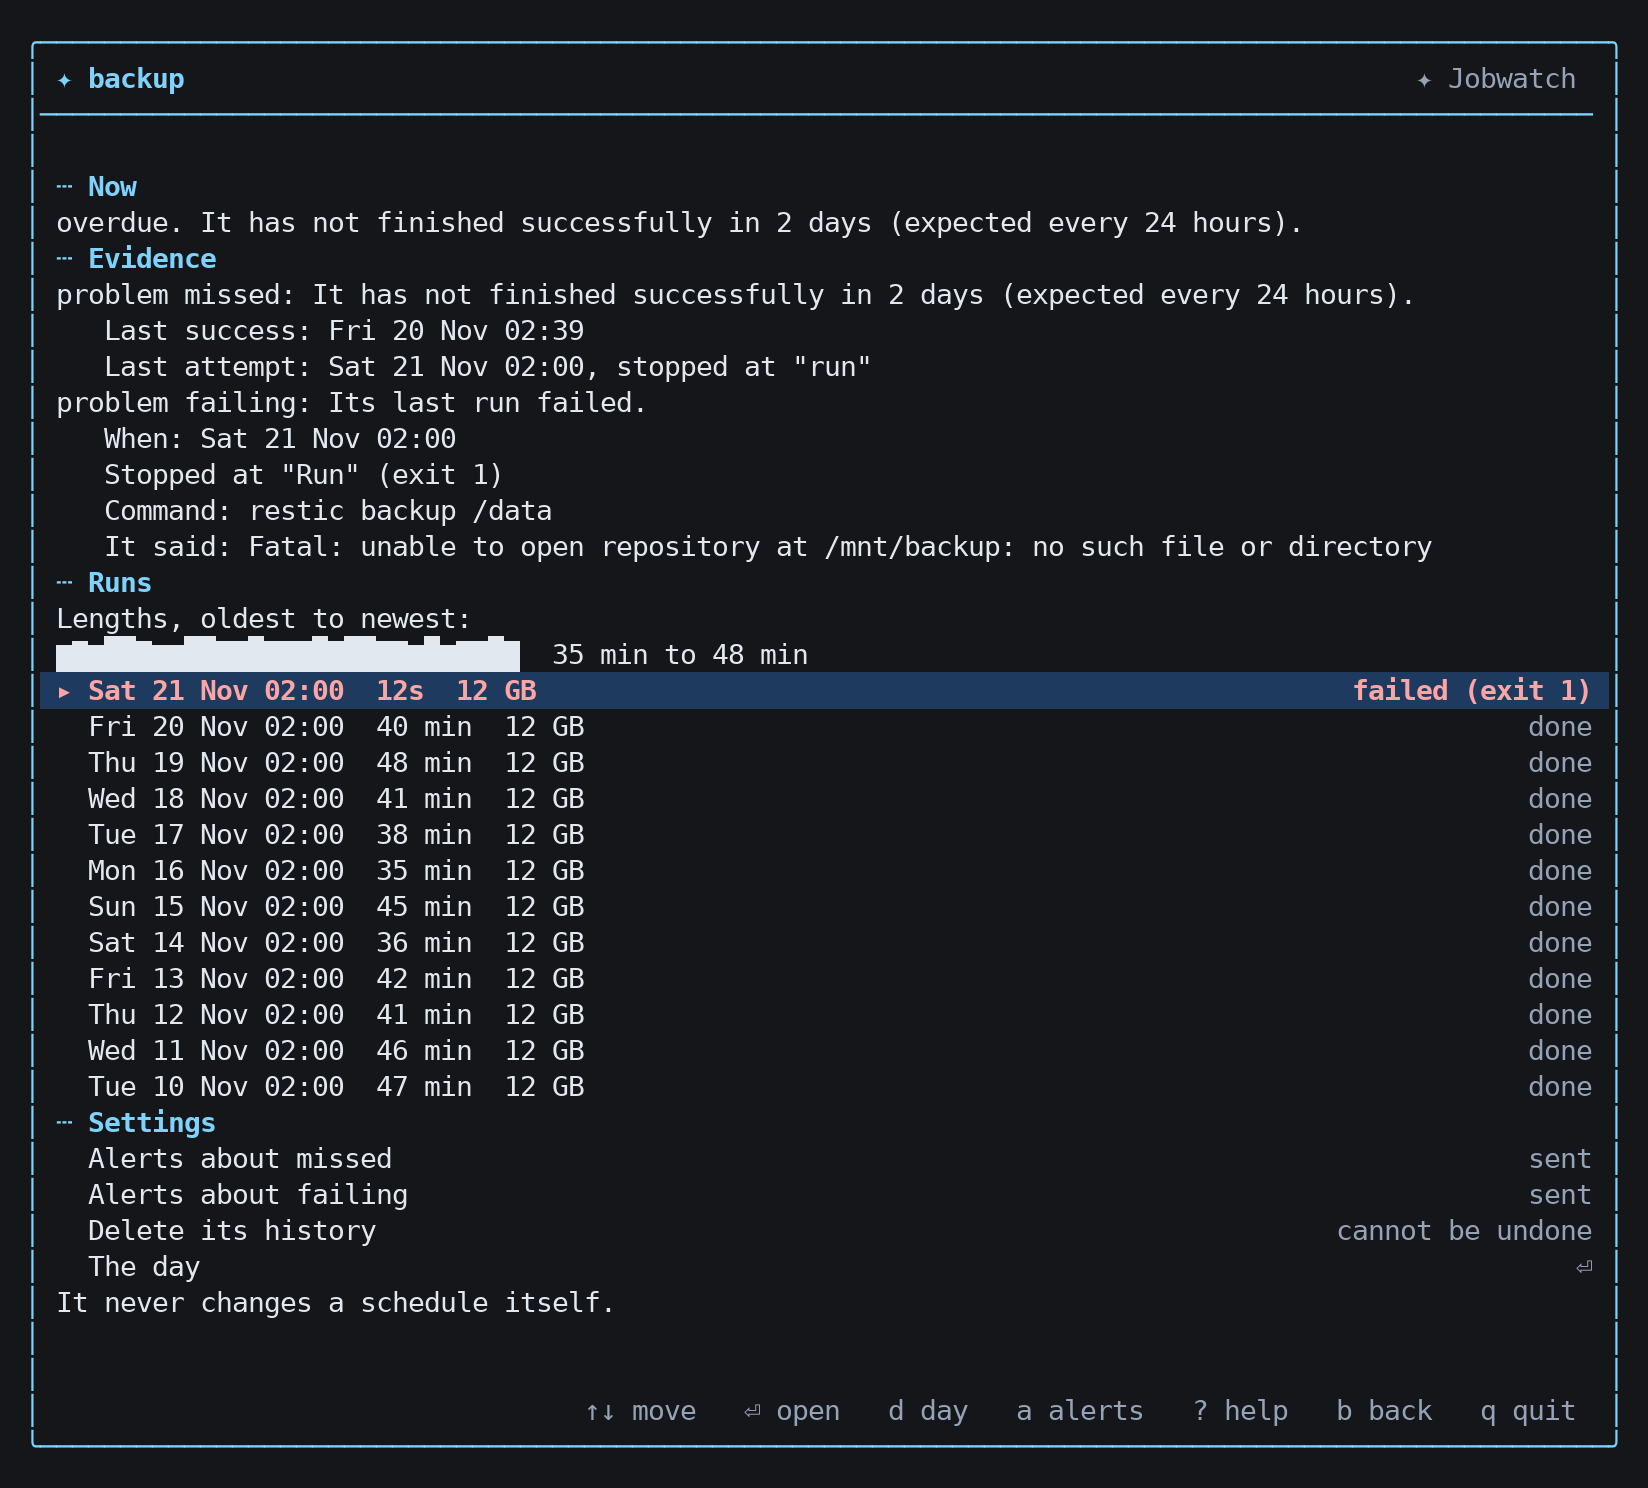 ✦ backup ✦ Jobwatch
┄ Now
overdue. It has not finished successfully in 2 days (expected every 24 hours).
┄ Evidence
problem missed: It has not finished successfully in 2 days (expected every 24 hours).
Last success: Fri 20 Nov 02:39
Last attempt: Sat 21 Nov 02:00, stopped at "run"
problem failing: Its last run failed.
When: Sat 21 Nov 02:00
Stopped at "Run" (exit 1)
Command: restic backup /data
It said: Fatal: unable to open repository at /mnt/backup: no such file or directory
┄ Runs
Lengths, oldest to newest:
35 min to 48 min
▸ Sat 21 Nov 02:00 12s 12 GB failed (exit 1)
Fri 20 Nov 02:00 40 min 12 GB done
Thu 19 Nov 02:00 48 min 12 GB done
Wed 18 Nov 02:00 41 min 12 GB done
Tue 17 Nov 02:00 38 min 12 GB done
Mon 16 Nov 02:00 35 min 12 GB done
Sun 15 Nov 02:00 45 min 12 GB done
Sat 14 Nov 02:00 36 min 12 GB done
Fri 13 Nov 02:00 42 min 12 GB done
Thu 12 Nov 02:00 41 min 12 GB done
Wed 11 Nov 02:00 46 min 12 GB done
Tue 10 Nov 02:00 47 min 12 GB done
┄ Settings
Alerts about missed sent
Alerts about failing sent
Delete its history cannot be undone
The day ⏎
It never changes a schedule itself.
↑↓ move ⏎ open d day a alerts ? help b back q quit